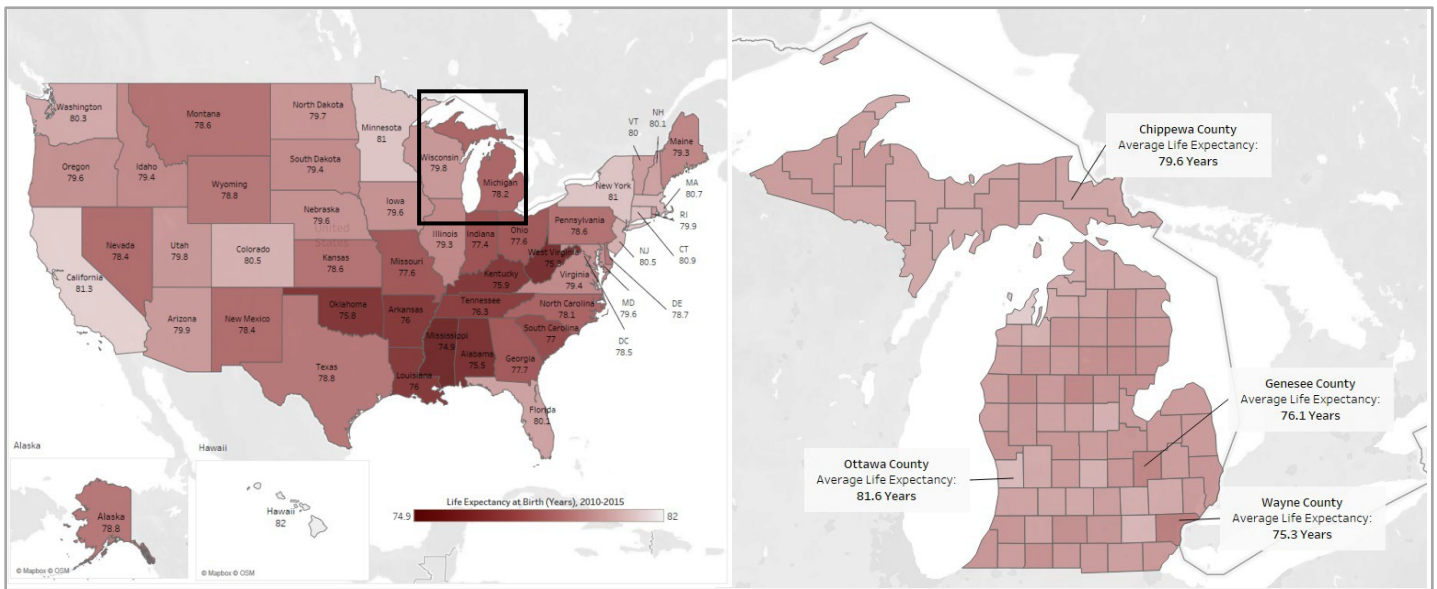 Washington
80.3
Montana
78.6
North Dakota
79.7
Minnesota
81
Wisconsin
79.8
Michigan
78.2
VT
80
NH
80.1
Maine
79.3
MA
80.7
RI
79.9
CT
80.9
NJ
80.5
DE
78.7
MD
79.6
DC
78.5
Oregon
79.6
Idaho
79.4
Wyoming
78.8
South Dakota
79.4
New York
81
Nebraska
79.6
United
States
Iowa
79.6
Illinois
79.3
Indiana
77.4
Ohio
77.6
Pennsylvania
78.6
Nevada
78.4
Utah
79.8
Colorado
80.5
Kansas
78.6
Missouri
77.6
West Virginia
Kentucky
75.9
Virginia
79.4
California
81.3
Arizona
79.9
New Mexico
78.4
Oklahoma
75.8
Arkansas
76
Tennessee
76.3
North Carolina
78.1
South Carolina
77
Mississippi
74.9
Alabama
75.5
Georgia
77.7
Texas
78.8
Louisiana
76
Florida
80.1
Alaska
Alaska
78.8
© Mapbox © OSM
Hawaii
Hawaii
82
© Mapbox © OSM
Life Expectancy at Birth (Years), 2010-2015
74.9
82
Chippewa County
Average Life Expectancy:
79.6 Years
Genesee County
Average Life Expectancy:
76.1 Years
Ottawa County
Average Life Expectancy:
81.6 Years
Wayne County
Average Life Expectancy:
75.3 Years